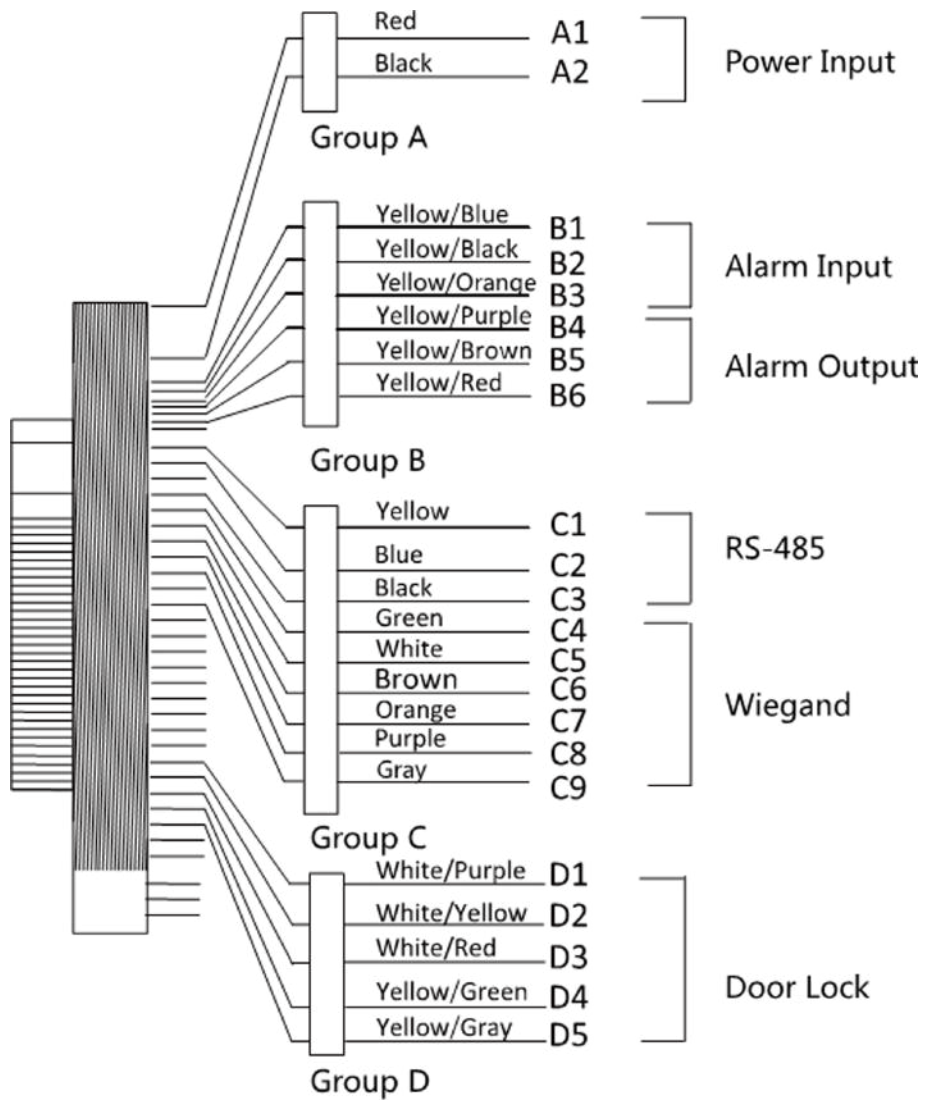 Red A1
Black A2
Power Input
Group A
Yellow/Blue B1
Yellow/Black B2
Yellow/Orange B3
Alarm Input
Yellow/Purple B4
Yellow/Brown B5
Yellow/Red B6
Alarm Output
Group B
Yellow C1
Blue C2
Black C3
RS-485
Green C4
White C5
Brown C6
Orange C7
Purple C8
Gray C9
Wiegand
Group C
White/Purple D1
White/Yellow D2
White/Red D3
Yellow/Green D4
Yellow/Gray D5
Door Lock
Group D